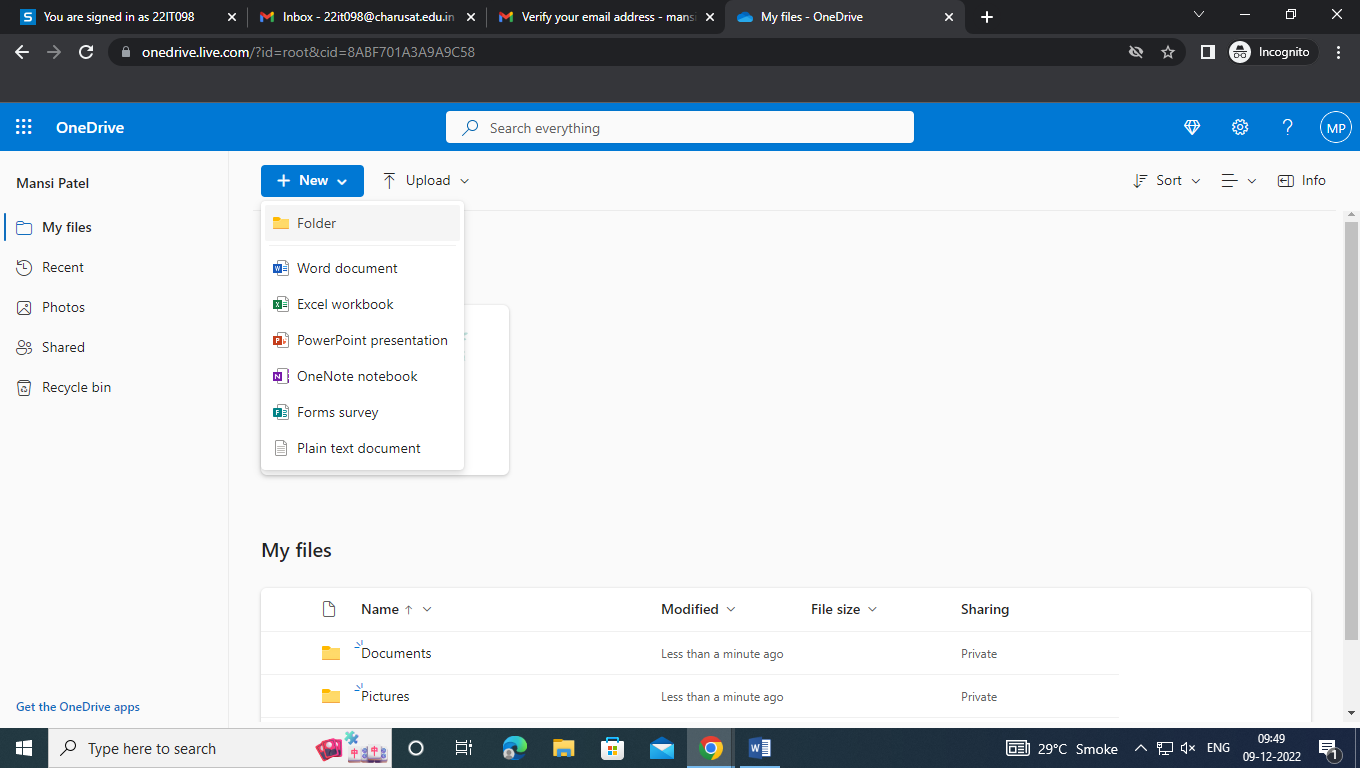 You are signed in as 22IT098
Inbox - 22it098@charusat.edu.in
Verify your email address - mansi
My files - OneDrive
onedrive.live.com/?id=root&cid=8ABF701A3A9A9C58
Incognito
OneDrive
Search everything
MP
Mansi Patel
New
Upload
Sort
Info
My files
Recent
Photos
Shared
Recycle bin
Folder
Word document
Excel workbook
PowerPoint presentation
OneNote notebook
Forms survey
Plain text document
My files
Name Modified File size Sharing
Documents Less than a minute ago Private
Pictures Less than a minute ago Private
Get the OneDrive apps
Type here to search
29°C Smoke
ENG
09:49
09-12-2022
1